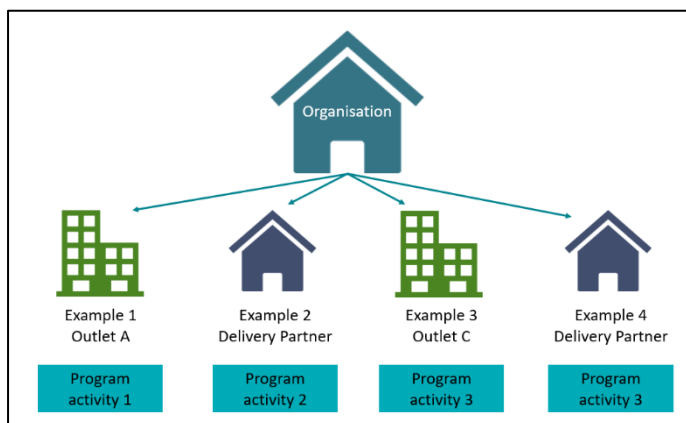 Organisation
Example 1
Outlet A
Example 2
Delivery Partner
Example 3
Outlet C
Example 4
Delivery Partner
Program
activity 1
Program
activity 2
Program
activity 3
Program
activity 3